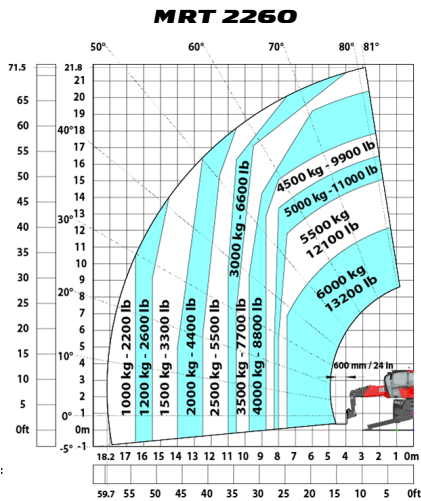 MRT 2260
50°
60°
70°
80°
81°
71.5
21.8
65
60
55
50
45
40
35
30
25
20
15
10
5
0ft
21
20
19
18
17
16
15
14
13
12
11
10
9
8
7
6
5
4
3
2
1
0m
-1
40°
30°
20°
10°
0°
-5°
4500 kg - 9900 lb
5000 kg -11000 lb
5500 kg
12100 lb
6000 kg
13200 lb
3000 kg - 6600 lb
1000 kg - 2200 lb
1200 kg - 2600 lb
1500 kg - 3300 lb
2000 kg - 4400 lb
2500 kg - 5500 lb
3500 kg - 7700 lb
4000 kg - 8800 lb
600 mm / 24 in
18.2 17 16 15 14 13 12 11 10 9 8 7 6 5 4 3 2 1 0m
59.7 55 50 45 40 35 30 25 20 15 10 5 0ft
: